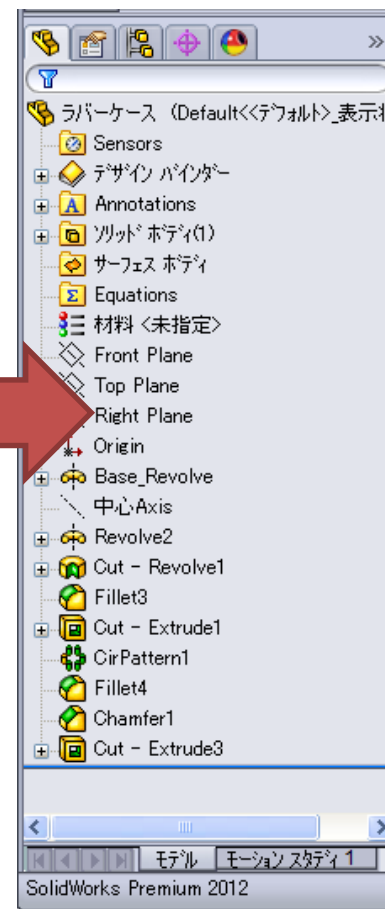 »
ラバーケース (Default<<デフォルト>_表示状
Sensors
デザイン バインダー
Annotations
ソリッド ボディ(1)
サーフェス ボディ
Equations
材料 <未指定>
Front Plane
Top Plane
Right Plane
Origin
Base_Revolve
中心Axis
Revolve2
Cut - Revolve1
Fillet3
Cut - Extrude1
CirPattern1
Fillet4
Chamfer1
Cut - Extrude3
モデル モーション スタディ 1
SolidWorks Premium 2012